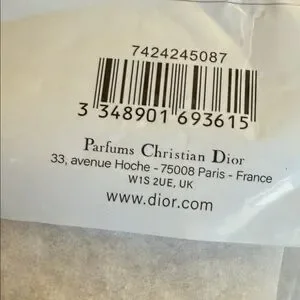 7424245087
3 348901 693615
Parfums Christian Dior
33, avenue Hoche - 75008 Paris - France
W1S 2UE, UK
www.dior.com